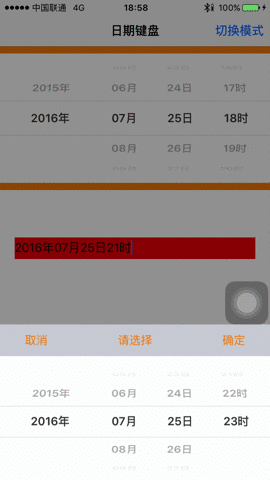 中国联通 4G 18:58 100%
日期键盘 切换模式
2015年 06月 24日 17时
2016年 07月 25日 18时
08月 26日 19时
2016年07月25日21时
取消 请选择 确定
2015年 06月 24日 22时
2016年 07月 25日 23时
08月 26日